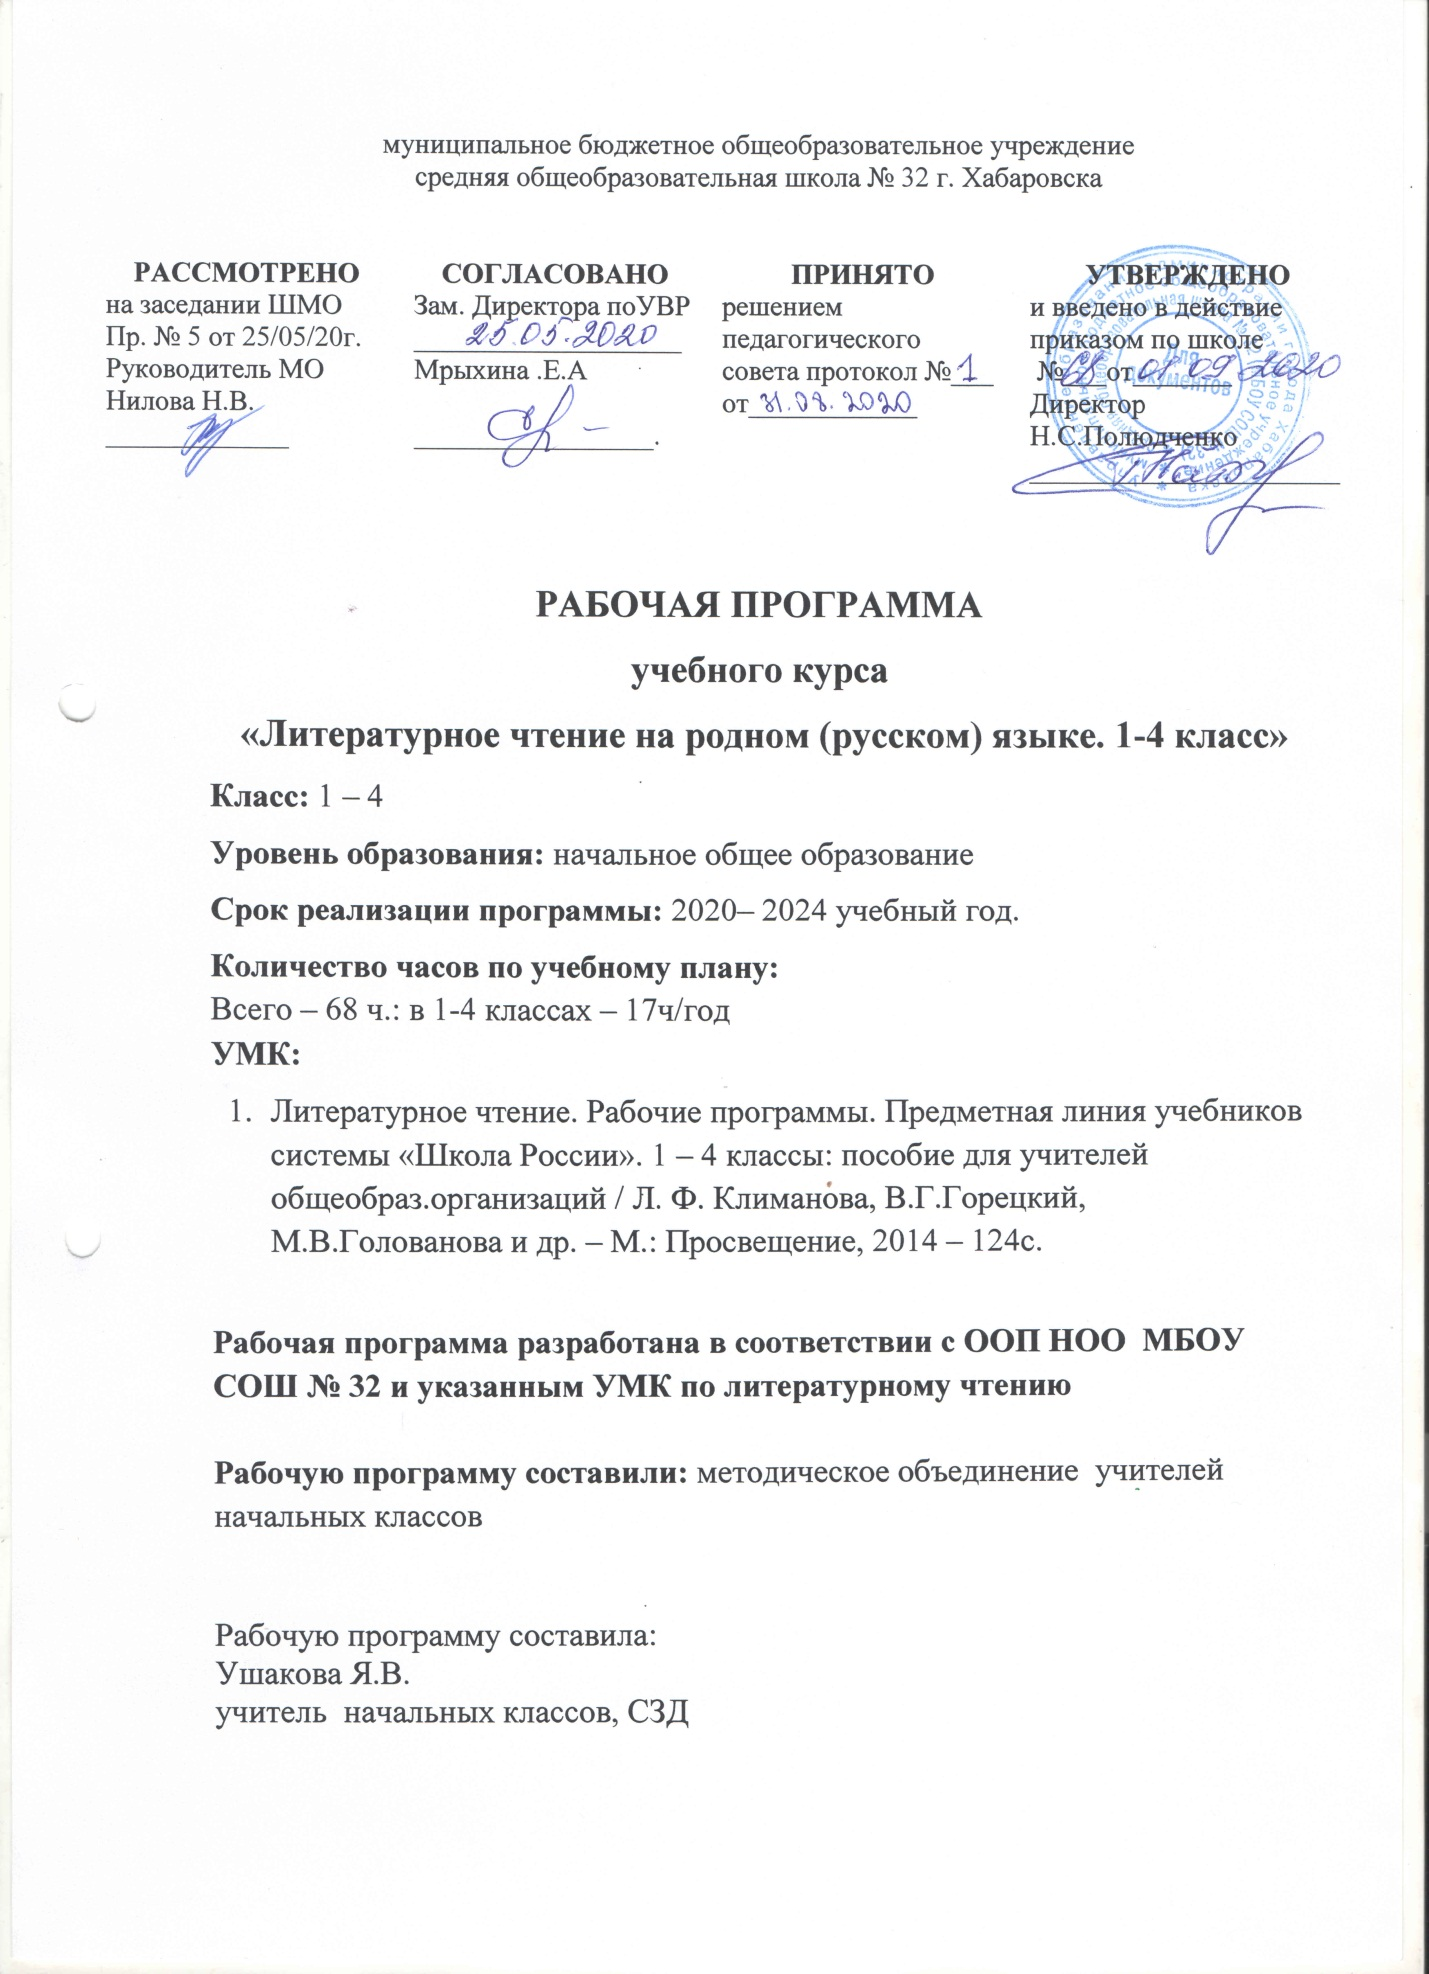 муниципальное бюджетное общеобразовательное учреждение
средняя общеобразовательная школа № 32 г. Хабаровска
РАССМОТРЕНО
на заседании ШМО
Пр. № 5 от 25/05/20г.
Руководитель МО
Нилова Н.В.
СОГЛАСОВАНО
Зам. Директора поУВР
25.05.2020
Мрыхина .Е.А
ПРИНЯТО
решением
педагогического
совета протокол № 1
от 31.08.2020
УТВЕРЖДЕНО
и введено в действие
приказом по школе
№ 68 от 01 09 2020
Директор
Н.С.Полюдченко
Для
документов
РАБОЧАЯ ПРОГРАММА
учебного курса
«Литературное чтение на родном (русском) языке. 1-4 класс»
Класс: 1 – 4
Уровень образования: начальное общее образование
Срок реализации программы: 2020– 2024 учебный год.
Количество часов по учебному плану:
Всего – 68 ч.: в 1-4 классах – 17ч/год
УМК:
1. Литературное чтение. Рабочие программы. Предметная линия учебников
системы «Школа России». 1 – 4 классы: пособие для учителей
общеобраз.организаций / Л. Ф. Климанова, В.Г.Горецкий,
М.В.Голованова и др. – М.: Просвещение, 2014 – 124с.
Рабочая программа разработана в соответствии с ООП НОО МБОУ
СОШ № 32 и указанным УМК по литературному чтению
Рабочую программу составили: методическое объединение учителей
начальных классов
Рабочую программу составила:
Ушакова Я.В.
учитель начальных классов, СЗД